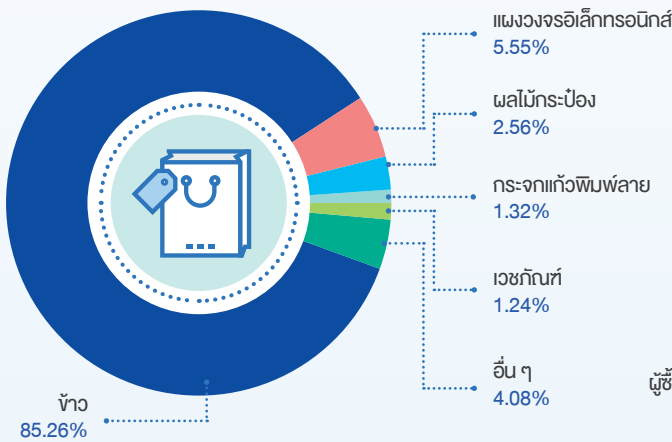 แผงวงจรอิเล็กทรอนิกส์
5.55%
ผลไม้กระป๋อง
2.56%
กระจกแก้วพิมพ์ลาย
1.32%
เวชภัณฑ์
1.24%
อื่น ๆ
4.08%
ข้าว
85.26%